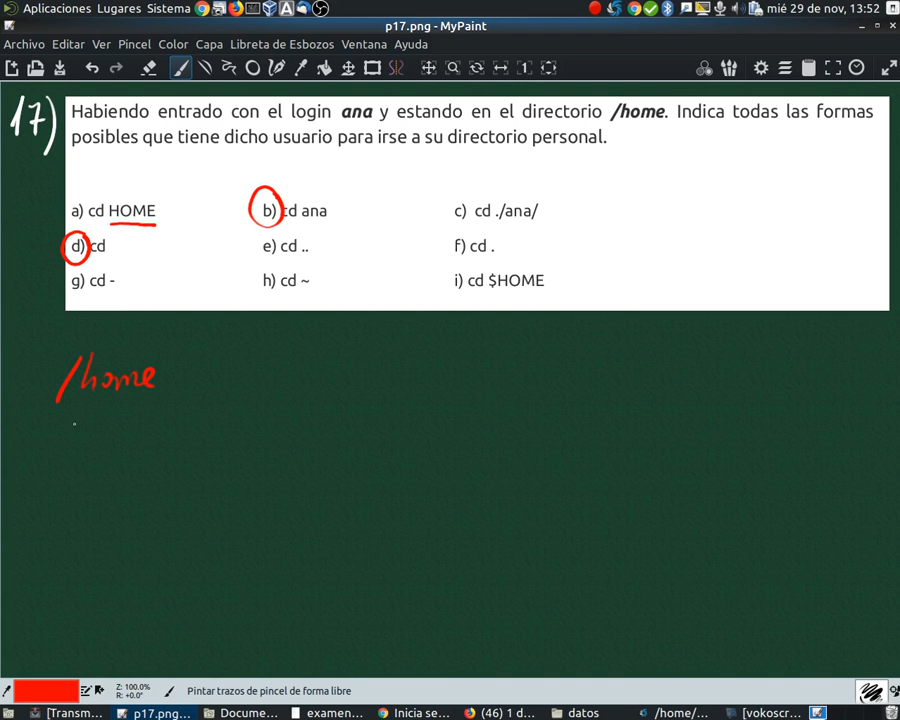 Aplicaciones Lugares Sistema mié 29 de nov, 13:52
p17.png - MyPaint
Archivo Editar Ver Pincel Color Capa Libreta de Esbozos Ventana Ayuda
17)
Habiendo entrado con el login ana y estando en el directorio /home. Indica todas las formas
posibles que tiene dicho usuario para irse a su directorio personal.
a) cd HOME b) cd ana c) cd ./ana/
d) cd e) cd .. f) cd .
g) cd - h) cd ~ i) cd $HOME
/home
Z: 100.0%
R: +0.0°
Pintar trazos de pincel de forma libre
[Transm... p17.png... Docume... examen... Inicia se... (46) 1 d... datos /home/... [vokoscr...